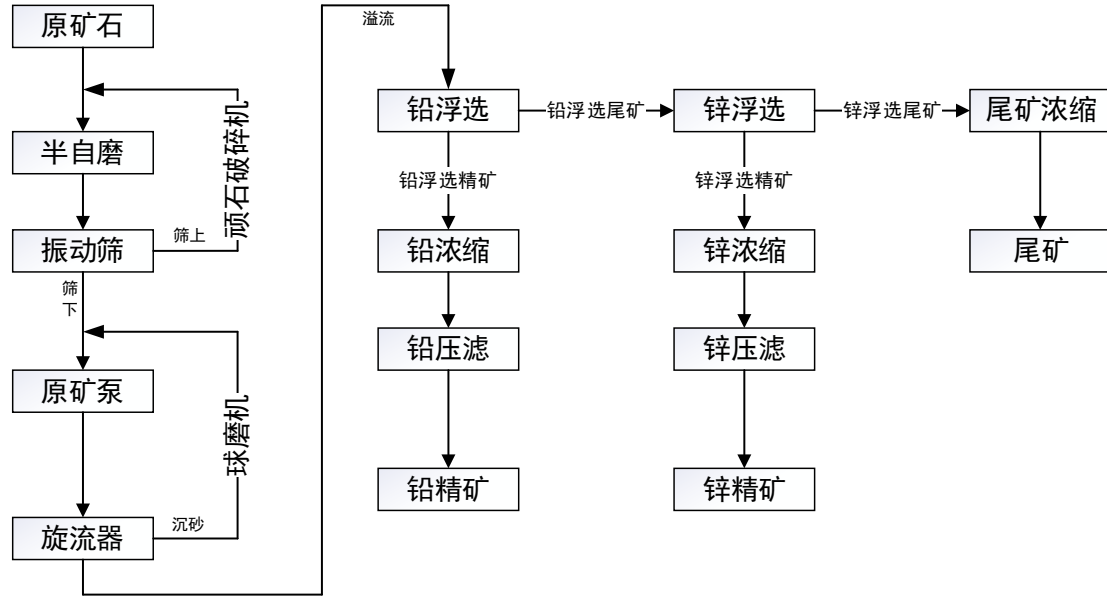 原矿石
半自磨
顽石破碎机
振动筛
筛上
筛
下
原矿泵
球磨机
旋流器
沉砂
溢流
铅浮选
铅浮选尾矿
锌浮选
锌浮选尾矿
尾矿浓缩
铅浮选精矿
锌浮选精矿
铅浓缩
锌浓缩
尾矿
铅压滤
锌压滤
铅精矿
锌精矿